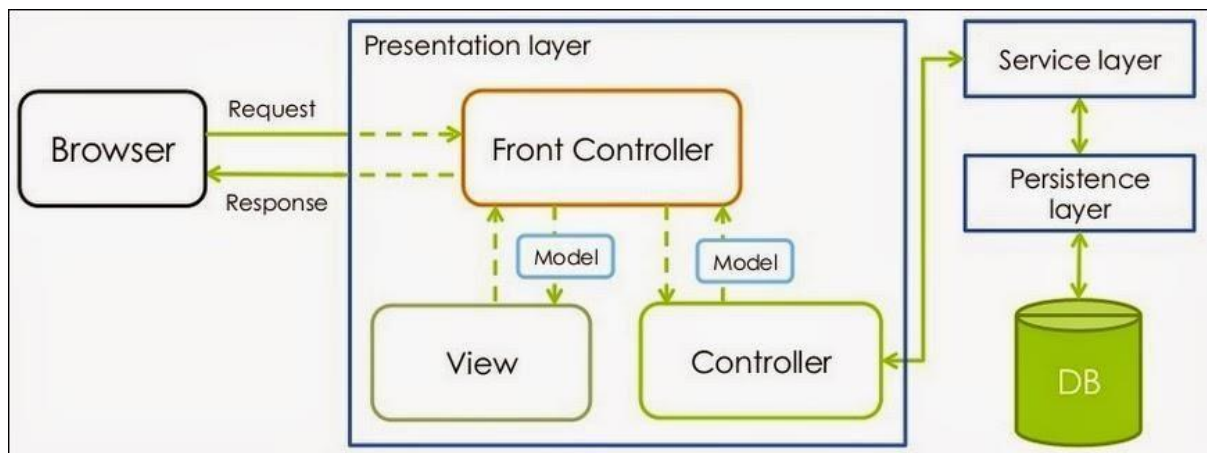 Presentation layer
Service layer
Request
Browser
Front Controller
Response
Persistence
layer
Model
Model
View
Controller
DB